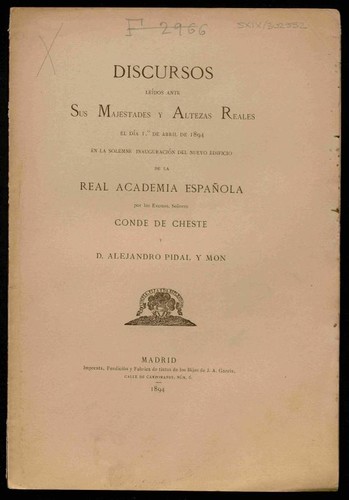 F 2966
DISCURSOS
LEÍDOS ANTE
SUS MAJESTADES Y ALTEZAS REALES
EL DÍA 1.º DE ABRIL DE 1894
EN LA SOLEMNE INAUGURACIÓN DEL NUEVO EDIFICIO
DE LA
REAL ACADEMIA ESPAÑOLA
por los Excmos. Señores
CONDE DE CHESTE
Y
D. ALEJANDRO PIDAL Y MON
MADRID
Imprenta, Fundición y Fábrica de tintas de los Hijos de J. A. García,
CALLE DE CAMPOMANES, NÚM. 6.
1894